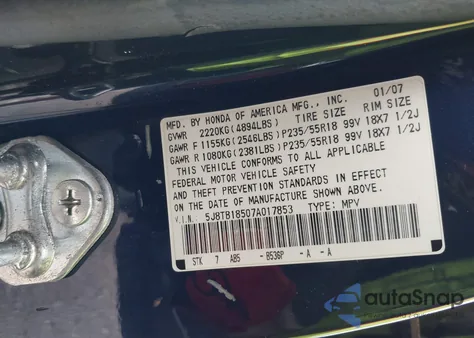 MFD. BY HONDA OF AMERICA MFG., INC. 01/07
GVWR 2220KG(4894LBS) TIRE SIZE RIM SIZE
GAWR F1155KG(2546LBS)P235/55R18 99V 18X7 1/2J
GAWR R1080KG(2381LBS)P235/55R18 99V 18X7 1/2J
THIS VEHICLE CONFORMS TO ALL APPLICABLE
FEDERAL MOTOR VEHICLE SAFETY
AND THEFT PREVENTION STANDARDS IN EFFECT
ON THE DATE OF MANUFACTURE SHOWN ABOVE.
V.I.N. 5J8TB18507A017853 TYPE: MPV
STK 7 ABS -B536P -A -A
autoSnap